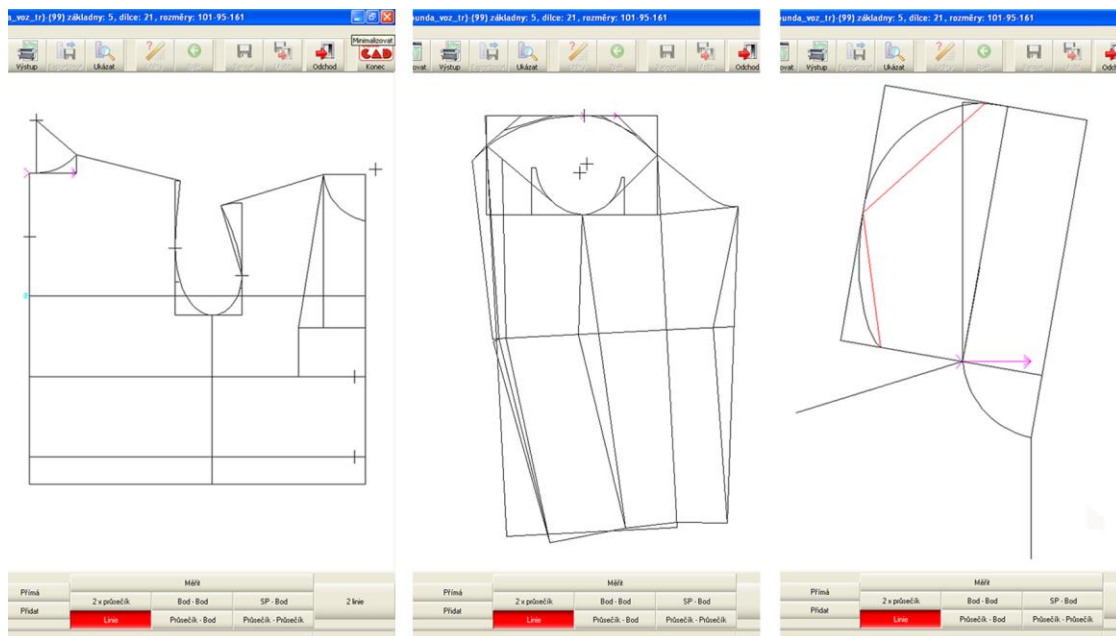 a_voz_tr}-(99) základny: 5, dílce: 21, rozměry: 101-95-161
Minimalizovat
Výstup
Ukázat
Odchod
CAD
Konec
Měřit
Přímá
2 x průsečík
Bod - Bod
SP - Bod
2 linie
Přidat
Linie
Průsečík - Bod
Průsečík - Průsečík
unda_voz_tr}-(99) základny: 5, dílce: 21, rozměry: 101-95-161
ovat
Výstup
Ukázat
Odchod
Měřit
Přímá
2 x průsečík
Bod - Bod
SP - Bod
Přidat
Linie
Průsečík - Bod
Průsečík - Průsečík
unda_voz_tr}-(99) základny: 5, dílce: 21, rozměry: 101-95-161
ovat
Výstup
Ukázat
Odch
Měřit
Přímá
2 x průsečík
Bod - Bod
SP - Bod
Přidat
Linie
Průsečík - Bod
Průsečík - Průsečík